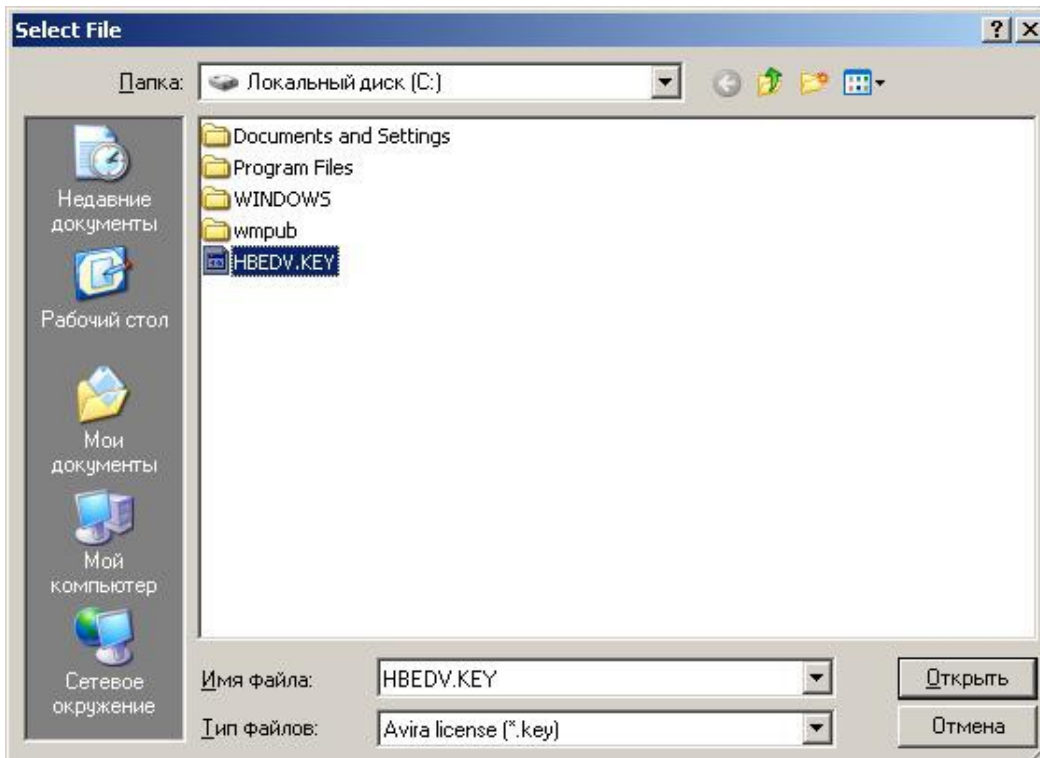 Select File
Папка:
Локальный диск (C:)
Недавние
документы
Рабочий стол
Мои
документы
Мой
компьютер
Сетевое
окружение
Documents and Settings
Program Files
WINDOWS
wmpub
HBEDV.KEY
Имя файла:
HBEDV.KEY
Открыть
Тип файлов:
Avira license (*.key)
Отмена